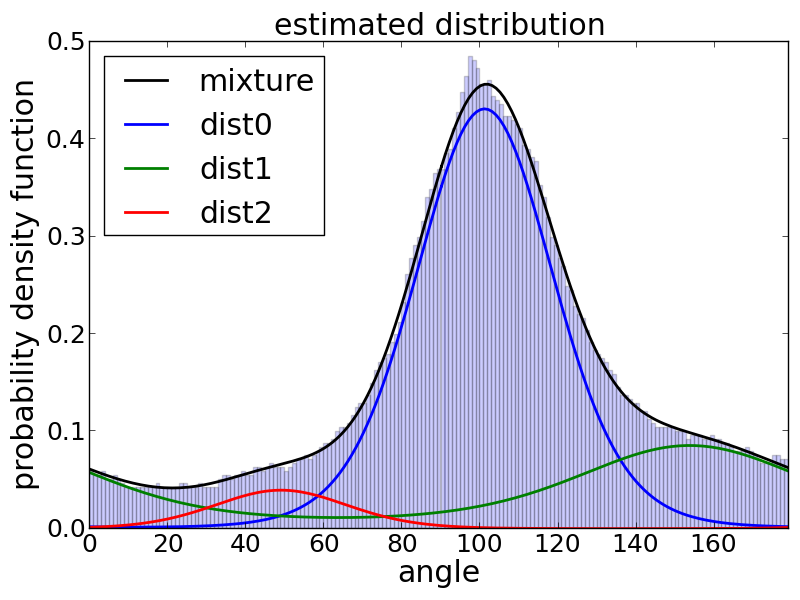 estimated distribution
probability density function
0.5
0.4
0.3
0.2
0.1
0.0
mixture
dist0
dist1
dist2
0 20 40 60 80 100 120 140 160
angle